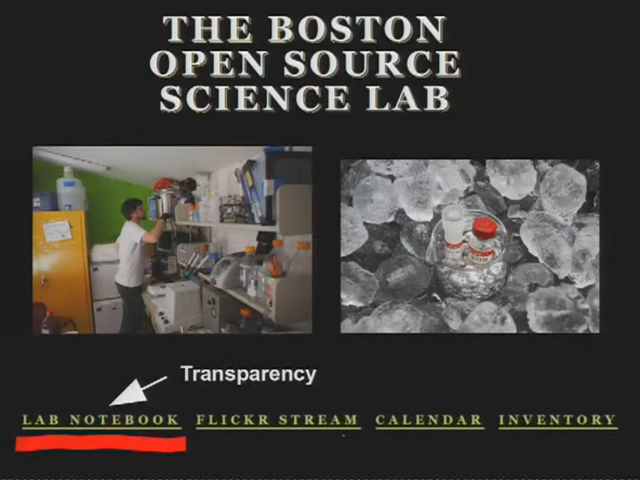 THE BOSTON
OPEN SOURCE
SCIENCE LAB
Transparency
LAB NOTEBOOK FLICKR STREAM CALENDAR INVENTORY